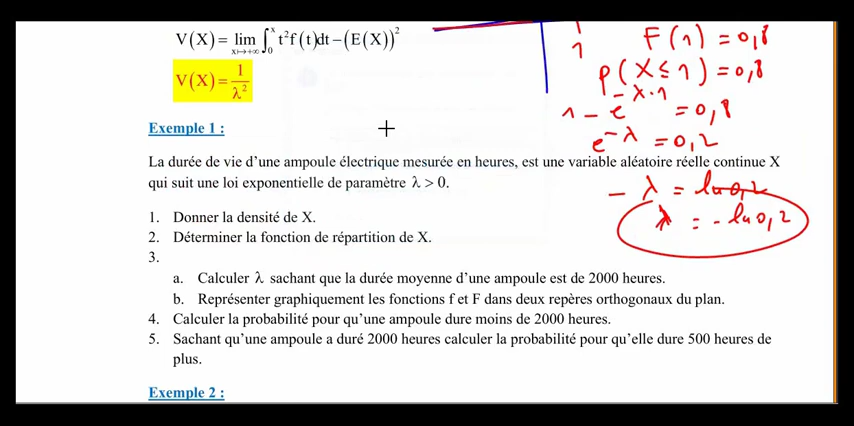 V(X) = lim x↦+∞ ∫₀ˣ t²f(t)dt − (E(X))²
V(X) = 1/λ²
1
1
F(1) = 0,8
p(X ≤ 1) = 0,8
1 − e^(−λ·1) = 0,8
e^(−λ) = 0,2
− λ = ln 0,2
λ = − ln 0,2
Exemple 1 :
La durée de vie d’une ampoule électrique mesurée en heures, est une variable aléatoire réelle continue X
qui suit une loi exponentielle de paramètre λ > 0.
1. Donner la densité de X.
2. Déterminer la fonction de répartition de X.
3.
a. Calculer λ sachant que la durée moyenne d’une ampoule est de 2000 heures.
b. Représenter graphiquement les fonctions f et F dans deux repères orthogonaux du plan.
4. Calculer la probabilité pour qu’une ampoule dure moins de 2000 heures.
5. Sachant qu’une ampoule a duré 2000 heures calculer la probabilité pour qu’elle dure 500 heures de
plus.
Exemple 2 :